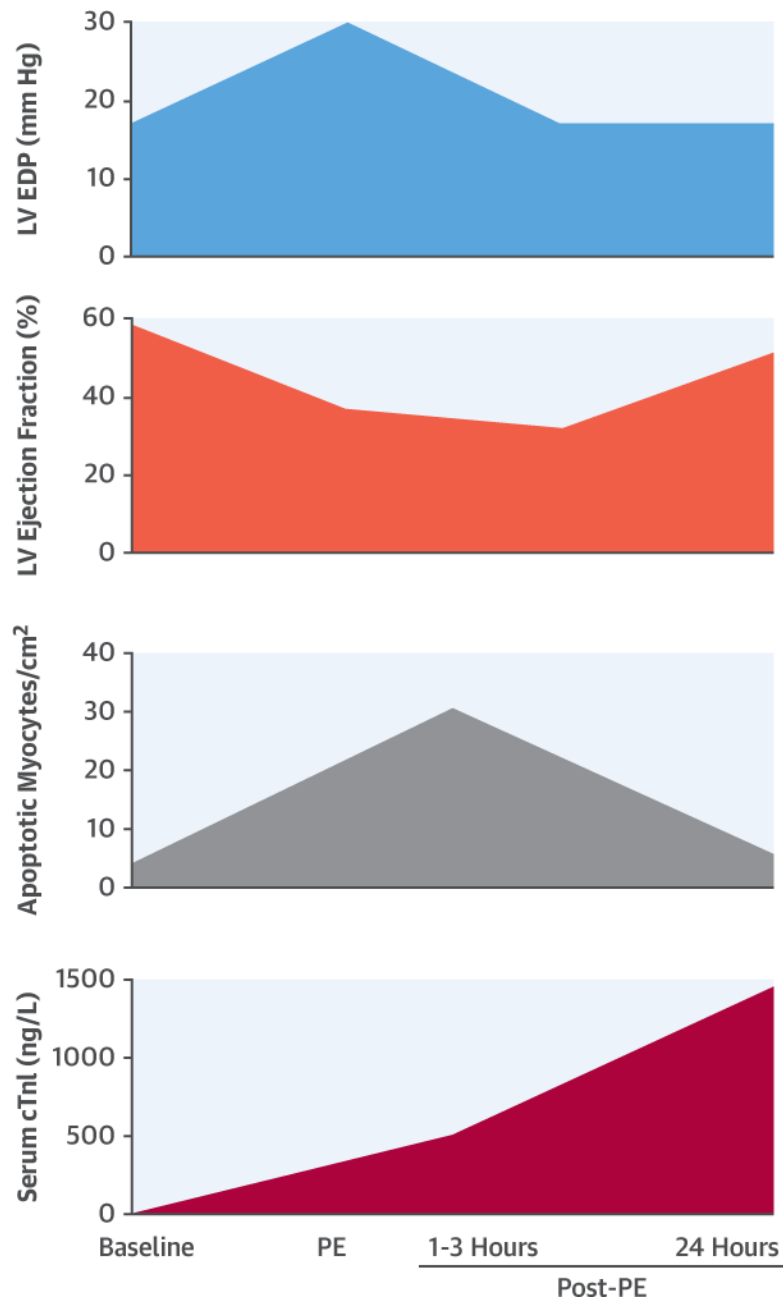 LV EDP (mm Hg)
30
20
10
0
LV Ejection Fraction (%)
60
40
20
0
Apoptotic Myocytes/cm²
40
30
20
10
0
Serum cTnI (ng/L)
1500
1000
500
0
Baseline PE 1-3 Hours 24 Hours
Post-PE